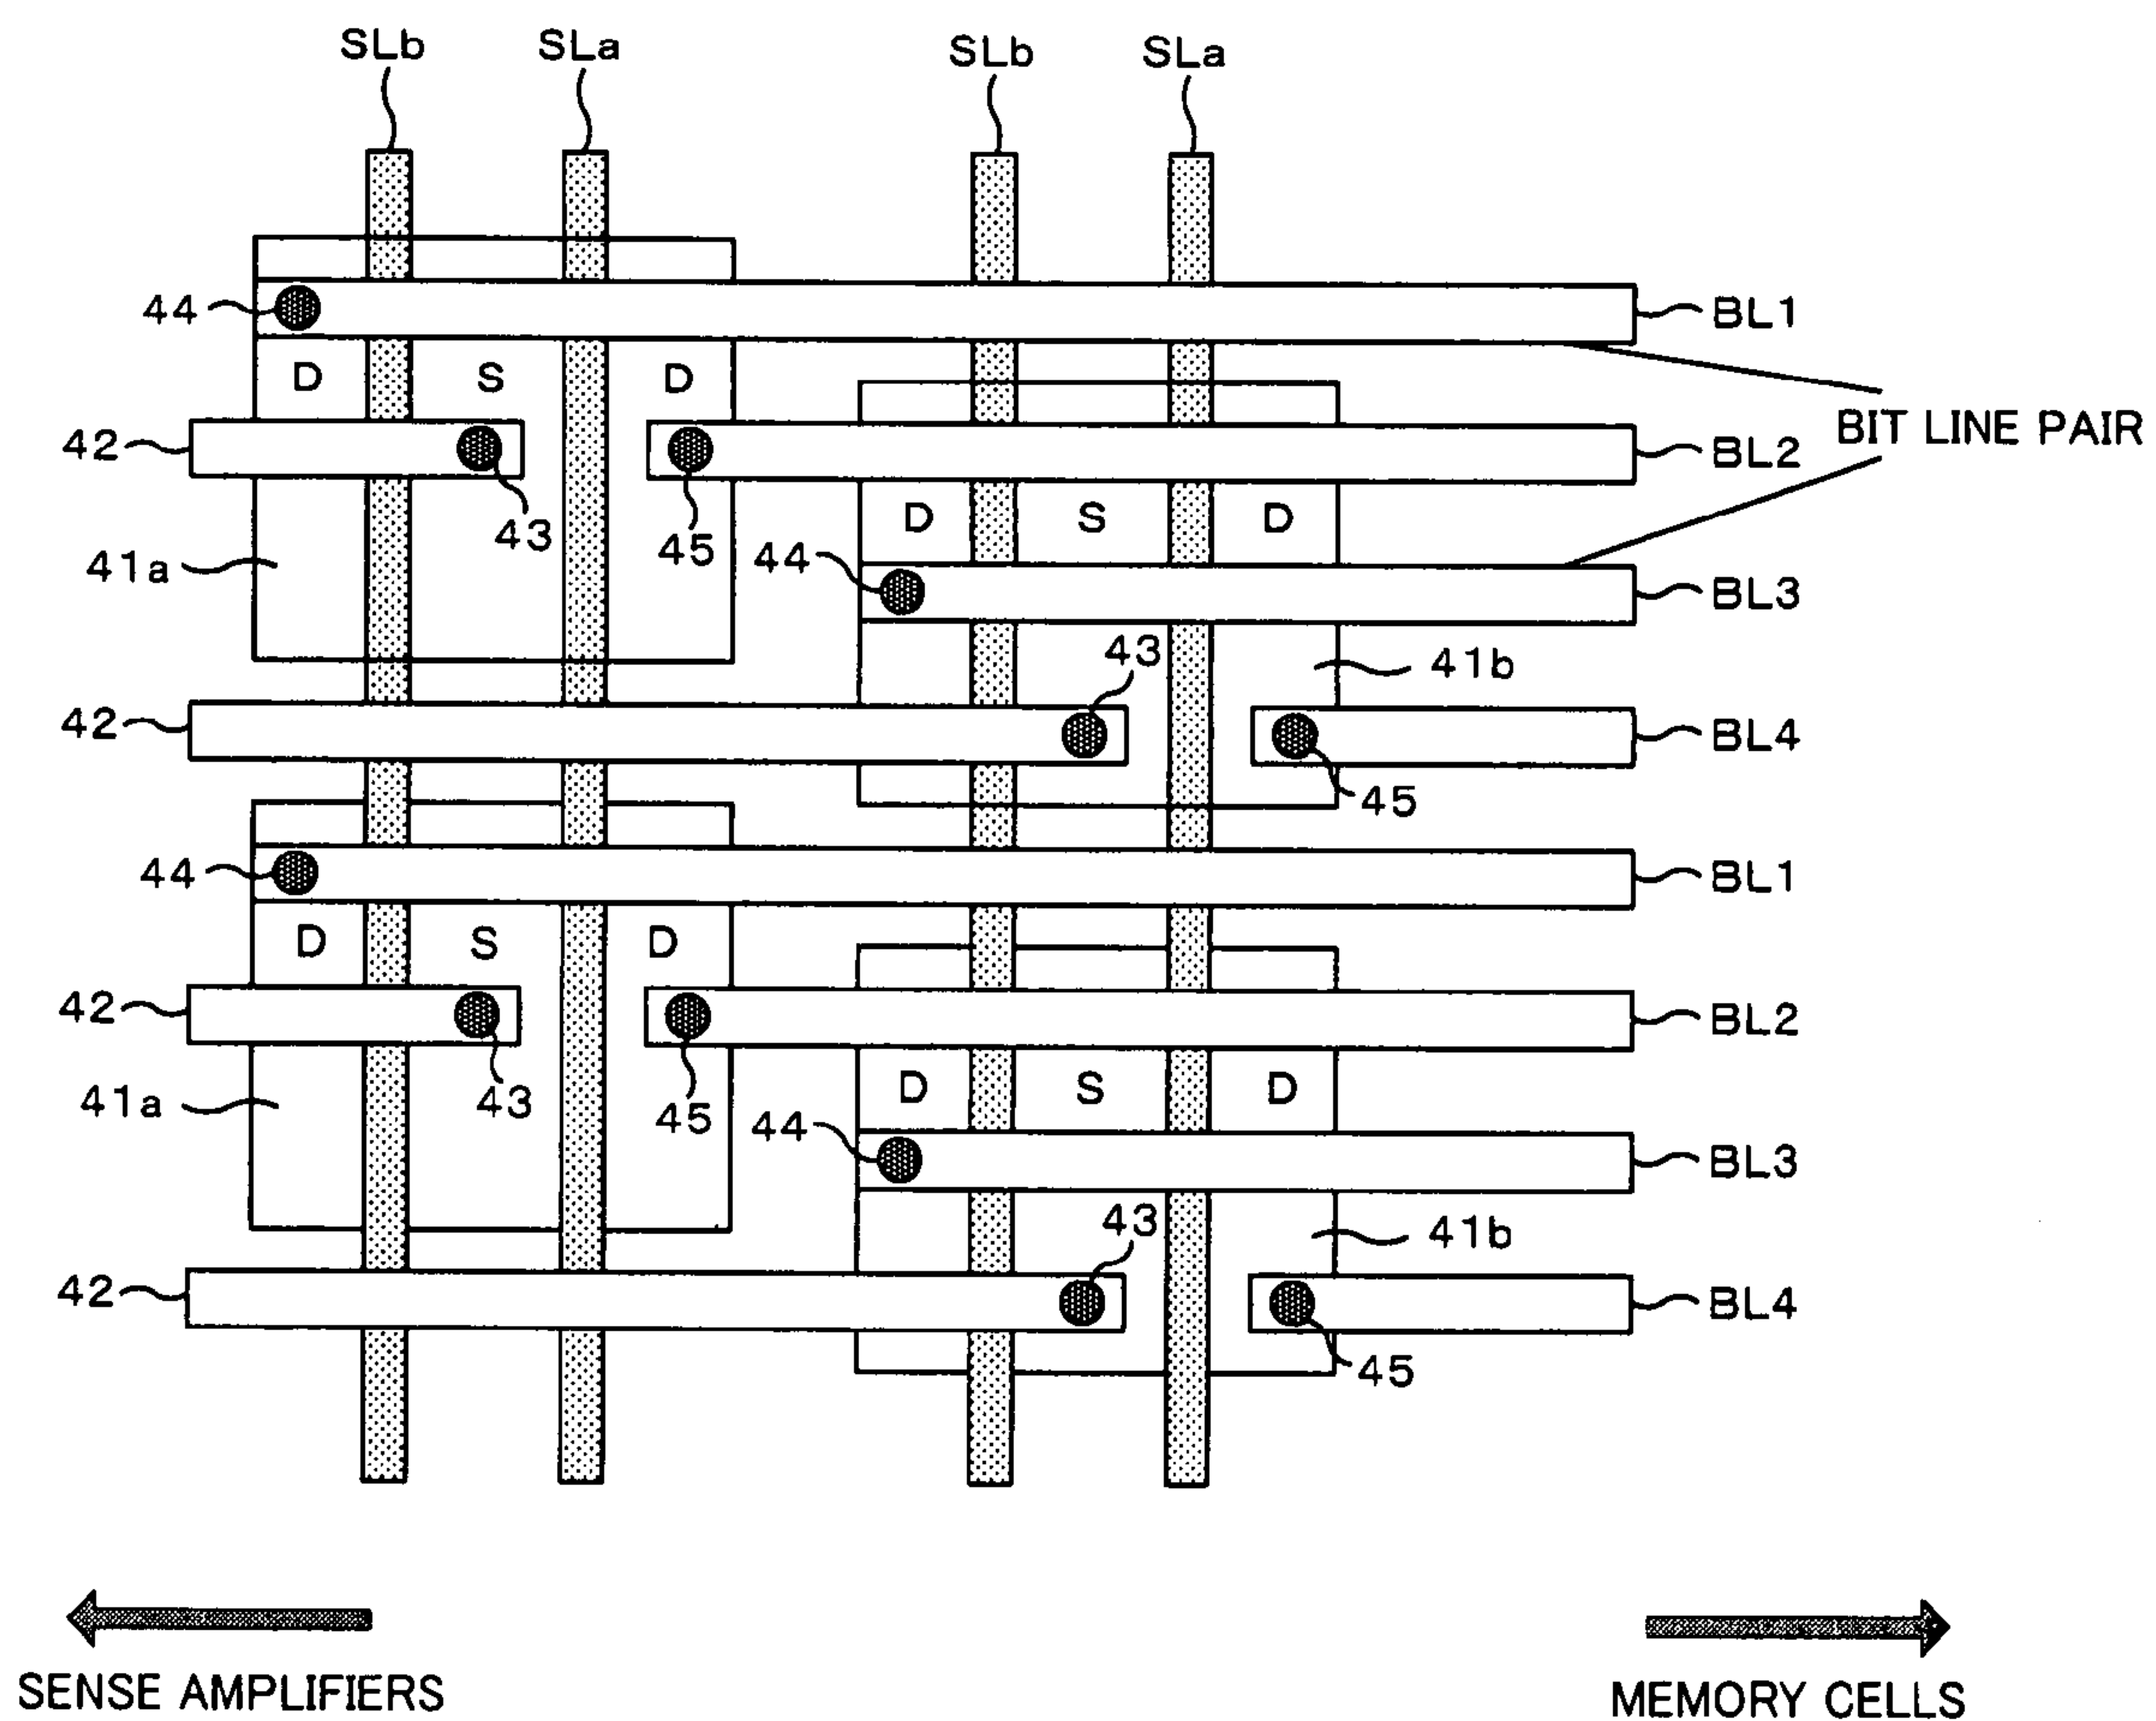 SLb SLa SLb SLa
44 BL1
D S D
BIT LINE PAIR
42 BL2
43 D S D
45 44
41a BL3
43 41b
42 BL4
45
44 BL1
D S D
42 BL2
41a 43 45 D S D
44 BL3
43 41b
42 BL4
45
SENSE AMPLIFIERS MEMORY CELLS